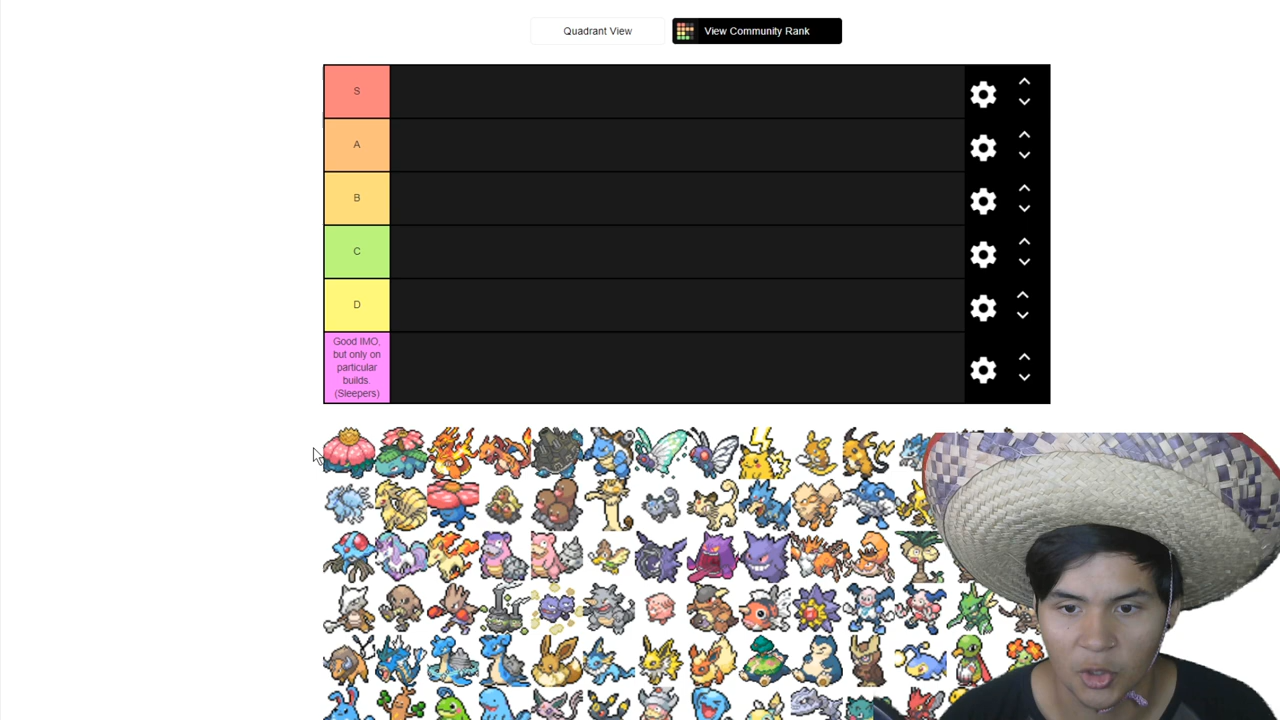 Quadrant View
View Community Rank
S
A
B
C
D
Good IMO,
but only on
particular
builds.
(Sleepers)